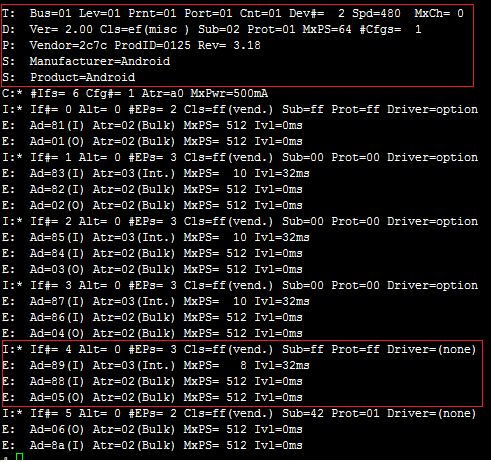 T:  Bus=01 Lev=01 Prnt=01 Port=01 Cnt=01 Dev#=  2 Spd=480  MxCh= 0
D:  Ver= 2.00 Cls=ef(misc ) Sub=02 Prot=01 MxPS=64 #Cfgs=  1
P:  Vendor=2c7c ProdID=0125 Rev= 3.18
S:  Manufacturer=Android
S:  Product=Android
C:* #Ifs= 6 Cfg#= 1 Atr=a0 MxPwr=500mA
I:* If#= 0 Alt= 0 #EPs= 2 Cls=ff(vend.) Sub=ff Prot=ff Driver=option
E:  Ad=81(I) Atr=02(Bulk) MxPS= 512 Ivl=0ms
E:  Ad=01(O) Atr=02(Bulk) MxPS= 512 Ivl=0ms
I:* If#= 1 Alt= 0 #EPs= 3 Cls=ff(vend.) Sub=00 Prot=00 Driver=option
E:  Ad=83(I) Atr=03(Int.) MxPS=  10 Ivl=32ms
E:  Ad=82(I) Atr=02(Bulk) MxPS= 512 Ivl=0ms
E:  Ad=02(O) Atr=02(Bulk) MxPS= 512 Ivl=0ms
I:* If#= 2 Alt= 0 #EPs= 3 Cls=ff(vend.) Sub=00 Prot=00 Driver=option
E:  Ad=85(I) Atr=03(Int.) MxPS=  10 Ivl=32ms
E:  Ad=84(I) Atr=02(Bulk) MxPS= 512 Ivl=0ms
E:  Ad=03(O) Atr=02(Bulk) MxPS= 512 Ivl=0ms
I:* If#= 3 Alt= 0 #EPs= 3 Cls=ff(vend.) Sub=00 Prot=00 Driver=option
E:  Ad=87(I) Atr=03(Int.) MxPS=  10 Ivl=32ms
E:  Ad=86(I) Atr=02(Bulk) MxPS= 512 Ivl=0ms
E:  Ad=04(O) Atr=02(Bulk) MxPS= 512 Ivl=0ms
I:* If#= 4 Alt= 0 #EPs= 3 Cls=ff(vend.) Sub=ff Prot=ff Driver=(none)
E:  Ad=89(I) Atr=03(Int.) MxPS=   8 Ivl=32ms
E:  Ad=88(I) Atr=02(Bulk) MxPS= 512 Ivl=0ms
E:  Ad=05(O) Atr=02(Bulk) MxPS= 512 Ivl=0ms
I:* If#= 5 Alt= 0 #EPs= 2 Cls=ff(vend.) Sub=42 Prot=01 Driver=(none)
E:  Ad=06(O) Atr=02(Bulk) MxPS= 512 Ivl=0ms
E:  Ad=8a(I) Atr=02(Bulk) MxPS= 512 Ivl=0ms